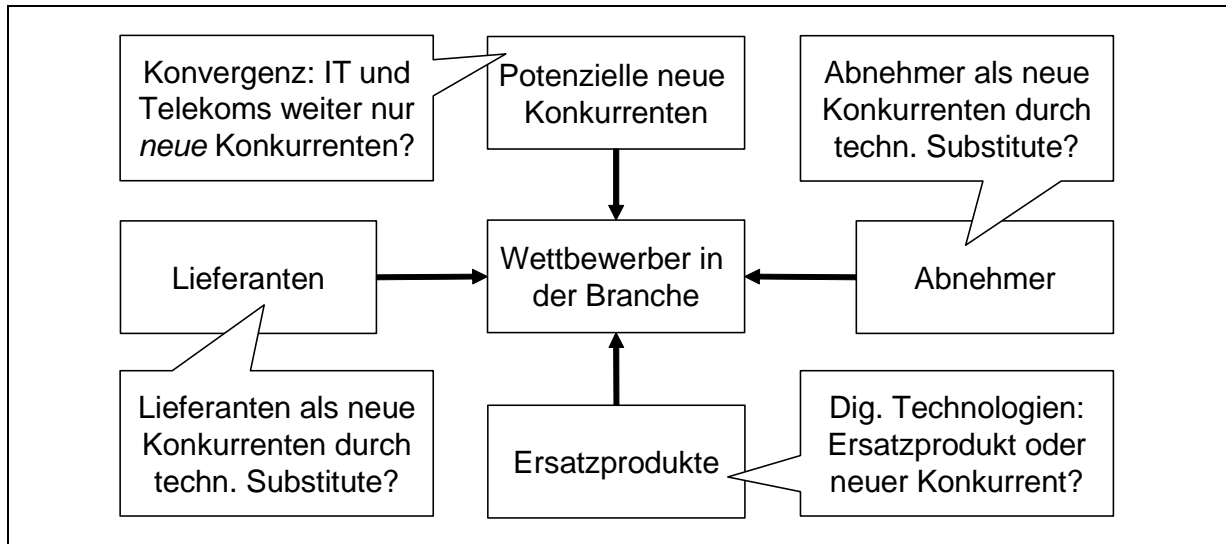 Konvergenz: IT und
Telekoms weiter nur
neue Konkurrenten?
Potenzielle neue
Konkurrenten
Abnehmer als neue
Konkurrenten durch
techn. Substitute?
Lieferanten
Wettbewerber in
der Branche
Abnehmer
Lieferanten als neue
Konkurrenten durch
techn. Substitute?
Ersatzprodukte
Dig. Technologien:
Ersatzprodukt oder
neuer Konkurrent?